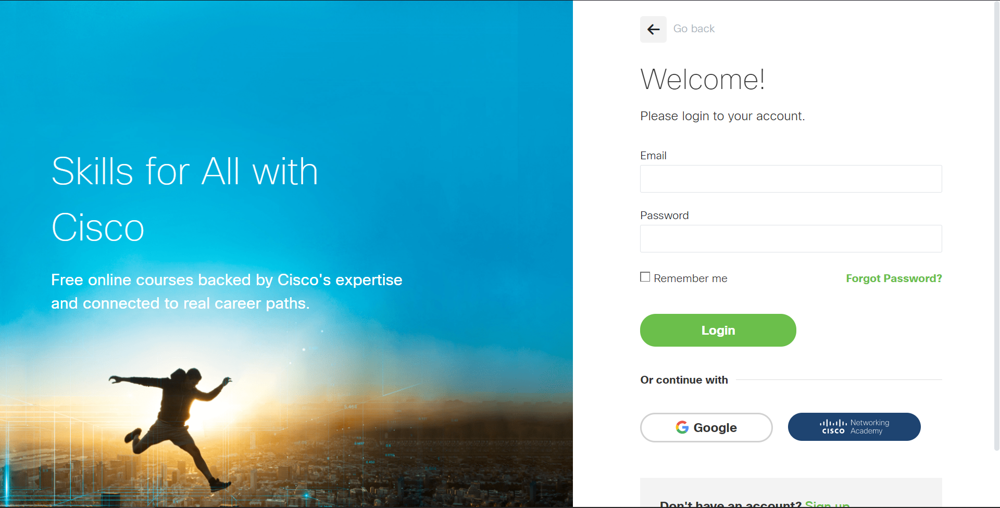 Go back
Welcome!
Please login to your account.
Skills for All with
Cisco
Free online courses backed by Cisco's expertise
and connected to real career paths.
Email
Password
Remember me
Forgot Password?
Login
Or continue with
Google
CISCO
Networking
Academy
Don't have an account? Sign up